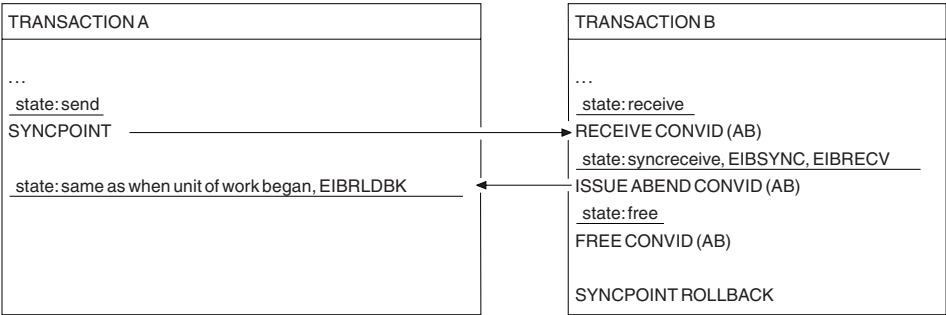 TRANSACTION A
...
state: send
SYNCPOINT
state: same as when unit of work began, EIBRLDBK
TRANSACTION B
...
state: receive
RECEIVE CONVID (AB)
state: syncreceive, EIBSYNC, EIBRECV
ISSUE ABEND CONVID (AB)
state: free
FREE CONVID (AB)
SYNCPOINT ROLLBACK